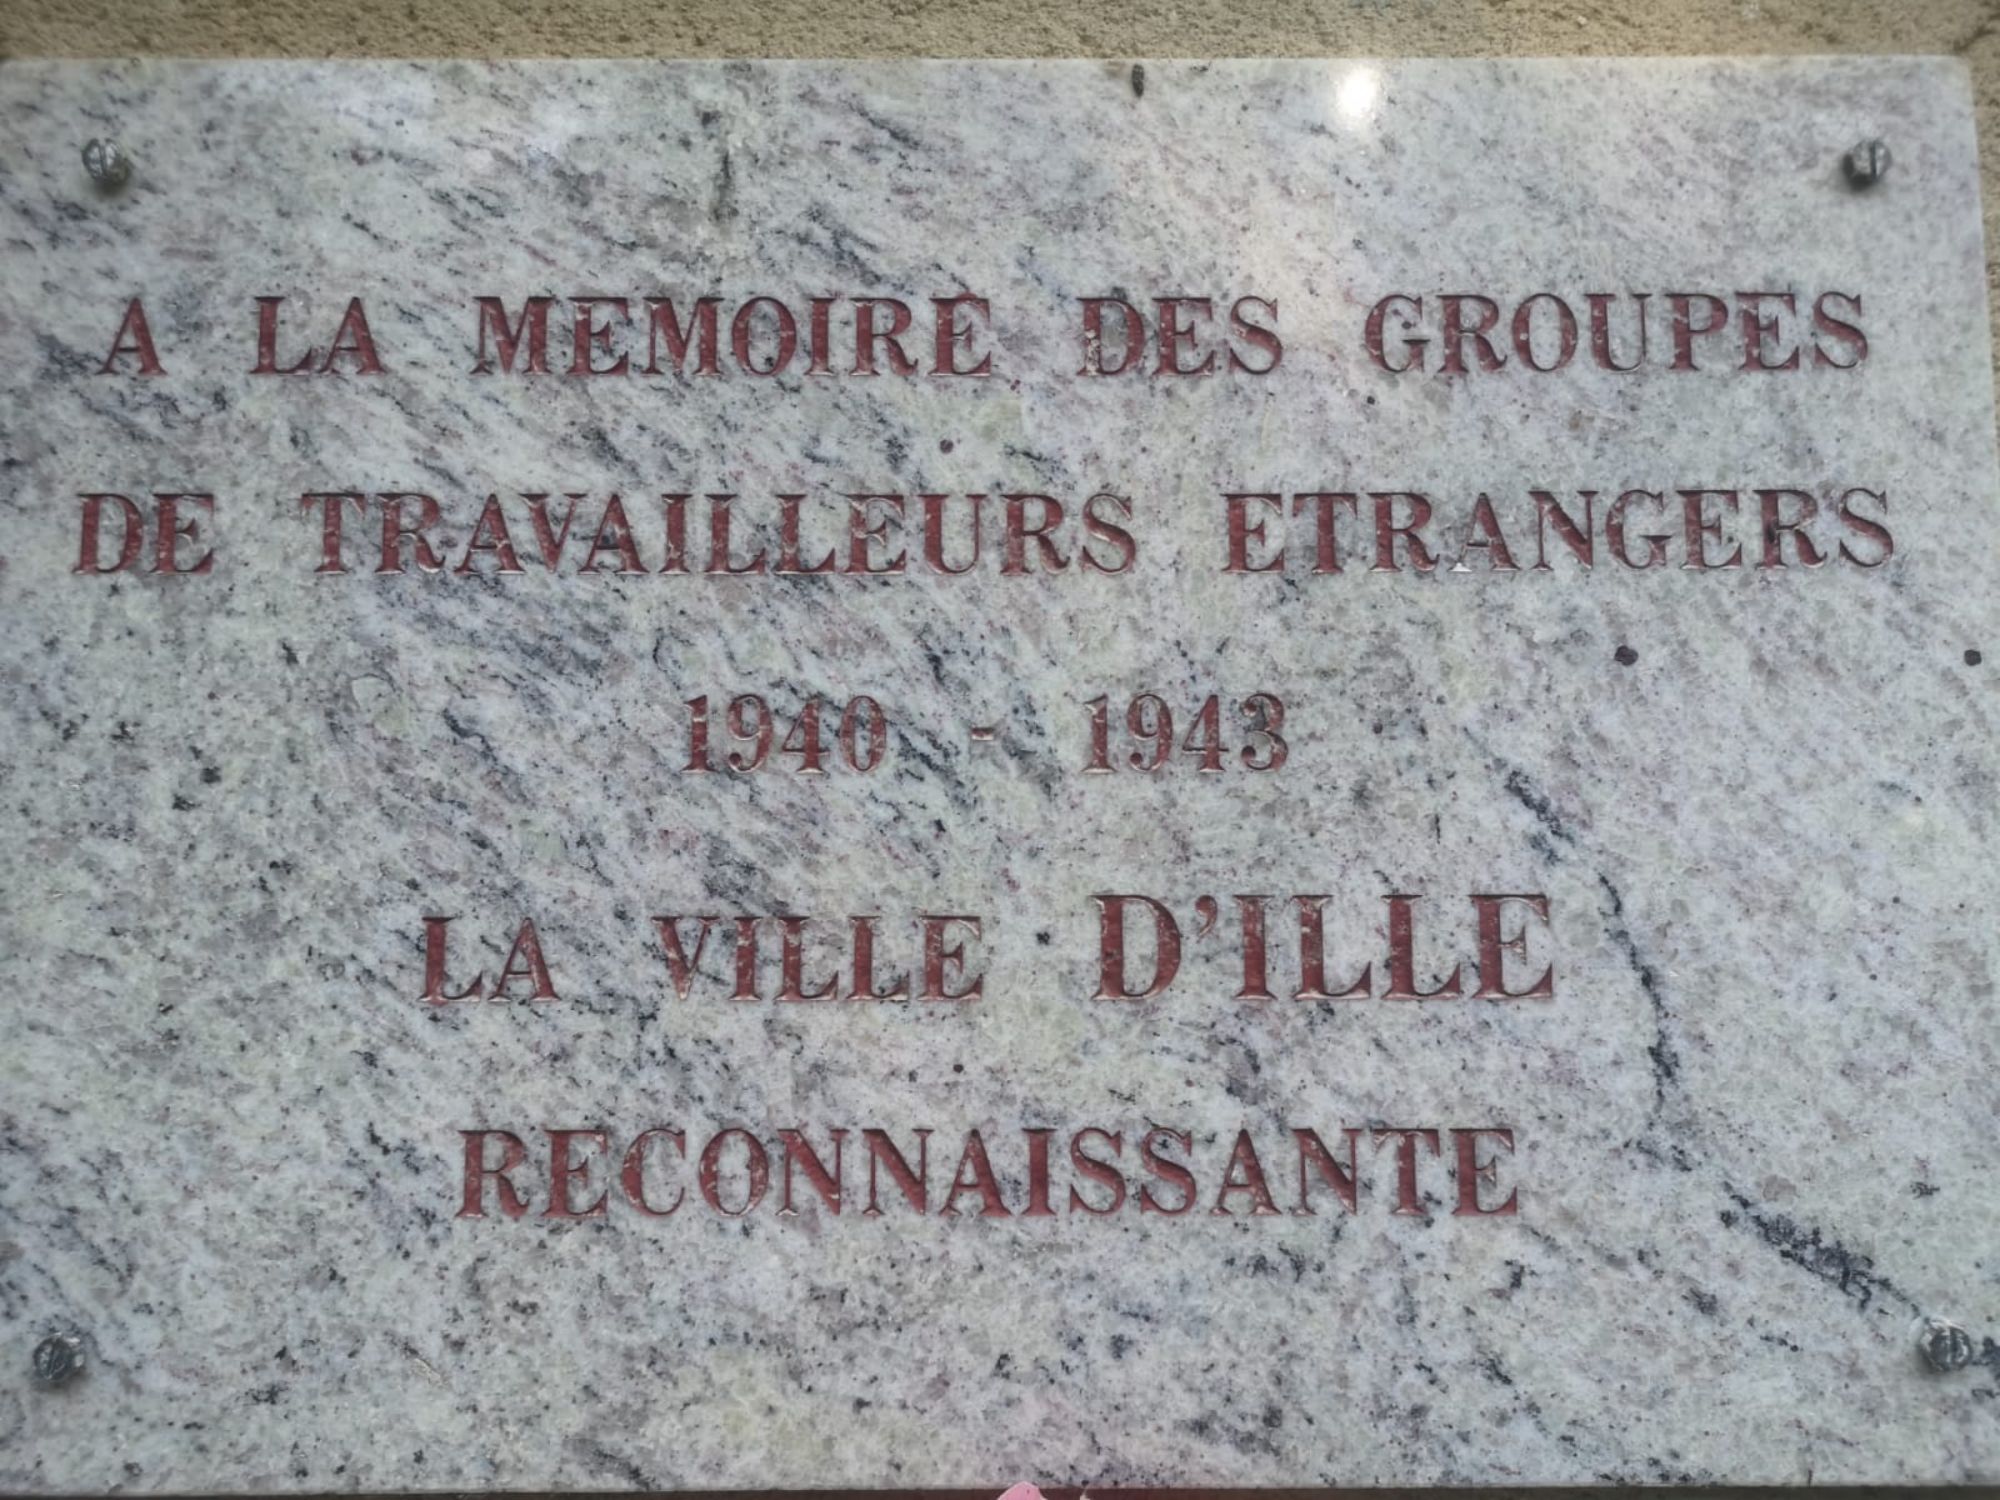 A LA MEMOIRE DES GROUPES
DE TRAVAILLEURS ETRANGERS
1940 - 1943
LA VILLE D'ILLE
RECONNAISSANTE